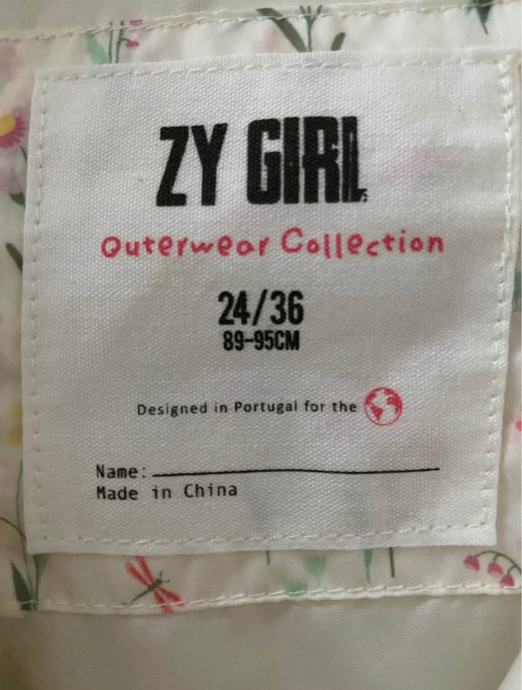 ZY GIRL
Outerwear Collection
24/36
89-95CM
Designed in Portugal for the
Name:
Made in China